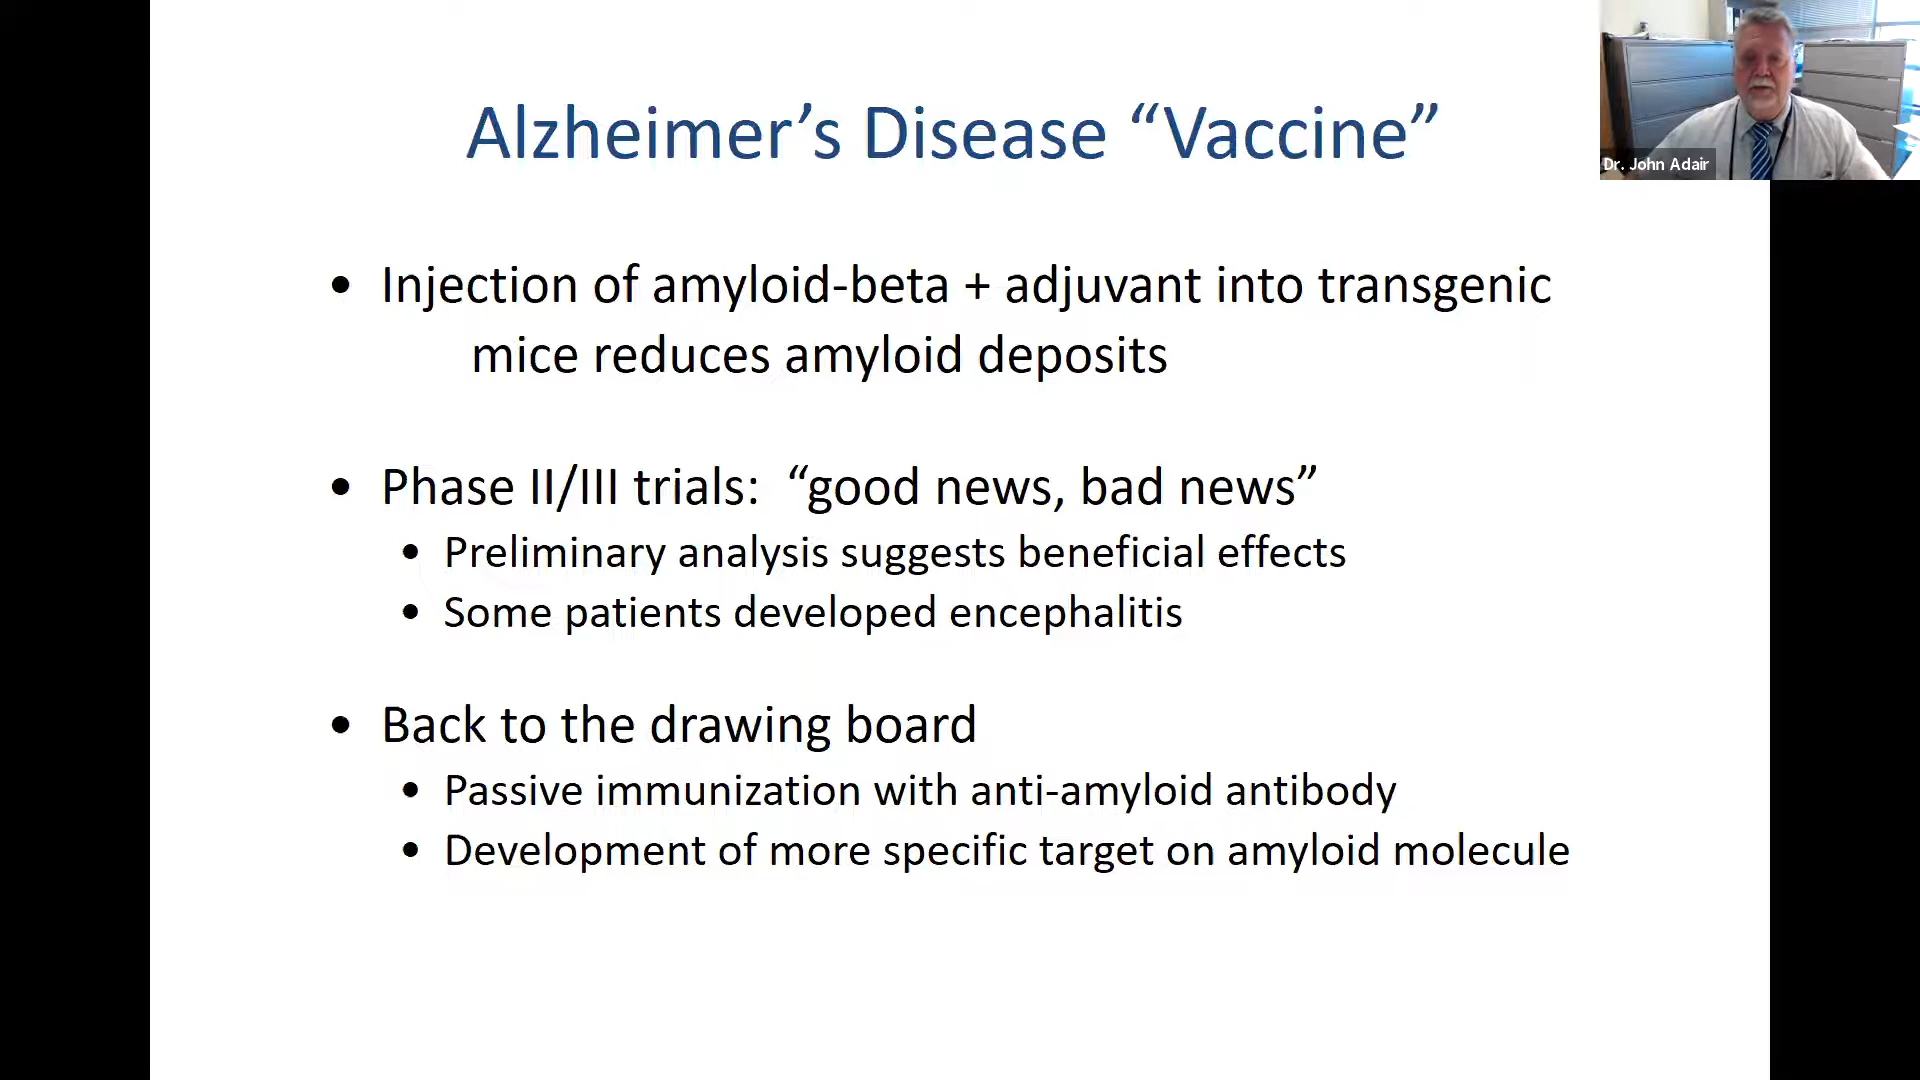 Alzheimer’s Disease “Vaccine”
Dr. John Adair
• Injection of amyloid-beta + adjuvant into transgenic
mice reduces amyloid deposits
• Phase II/III trials: “good news, bad news”
• Preliminary analysis suggests beneficial effects
• Some patients developed encephalitis
• Back to the drawing board
• Passive immunization with anti-amyloid antibody
• Development of more specific target on amyloid molecule